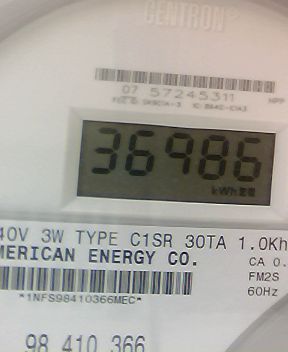 CENTRON®
07 57245311
NPP
36986
kWh
40V 3W TYPE C1SR 30TA 1.0Kh
MERICAN ENERGY CO.
CA 0.
FM2S
*1NFS98410366MEC*
60Hz
98 410 366